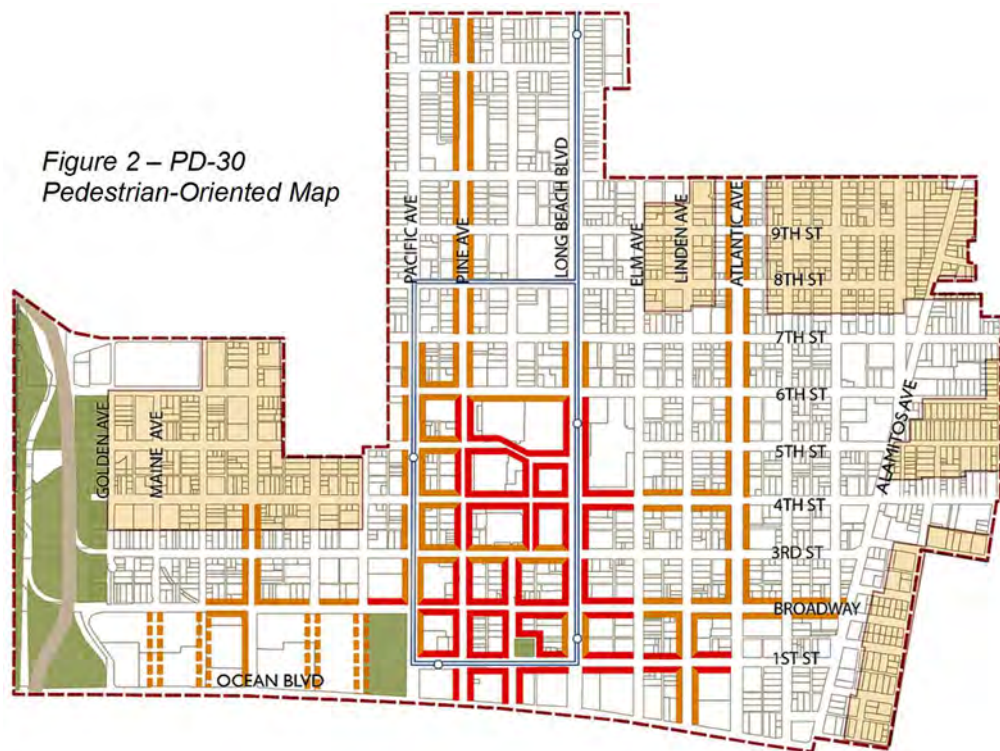 Figure 2 – PD-30
Pedestrian-Oriented Map
PACIFIC AVE
PINE AVE
LONG BEACH BLVD
ELM AVE
LINDEN AVE
ATLANTIC AVE
9TH ST
8TH ST
7TH ST
6TH ST
5TH ST
4TH ST
3RD ST
BROADWAY
1ST ST
ALAMITOS AVE
GOLDEN AVE
MAINE AVE
OCEAN BLVD